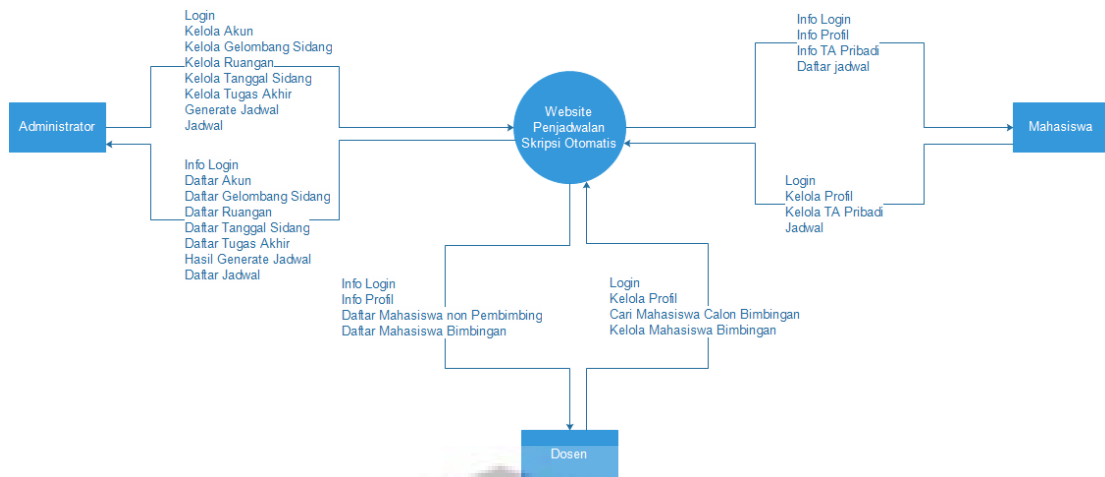 Login
Kelola Akun
Kelola Gelombang Sidang
Kelola Ruangan
Kelola Tanggal Sidang
Kelola Tugas Akhir
Generate Jadwal
Jadwal
Info Login
Info Profil
Info TA Pribadi
Daftar jadwal
Administrator
Website
Penjadwalan
Skripsi Otomatis
Mahasiswa
Info Login
Daftar Akun
Daftar Gelombang Sidang
Daftar Ruangan
Daftar Tanggal Sidang
Daftar Tugas Akhir
Hasil Generate Jadwal
Daftar Jadwal
Login
Kelola Profil
Kelola TA Pribadi
Jadwal
Info Login
Info Profil
Daftar Mahasiswa non Pembimbing
Daftar Mahasiswa Bimbingan
Login
Kelola Profil
Cari Mahasiswa Calon Bimbingan
Kelola Mahasiswa Bimbingan
Dosen